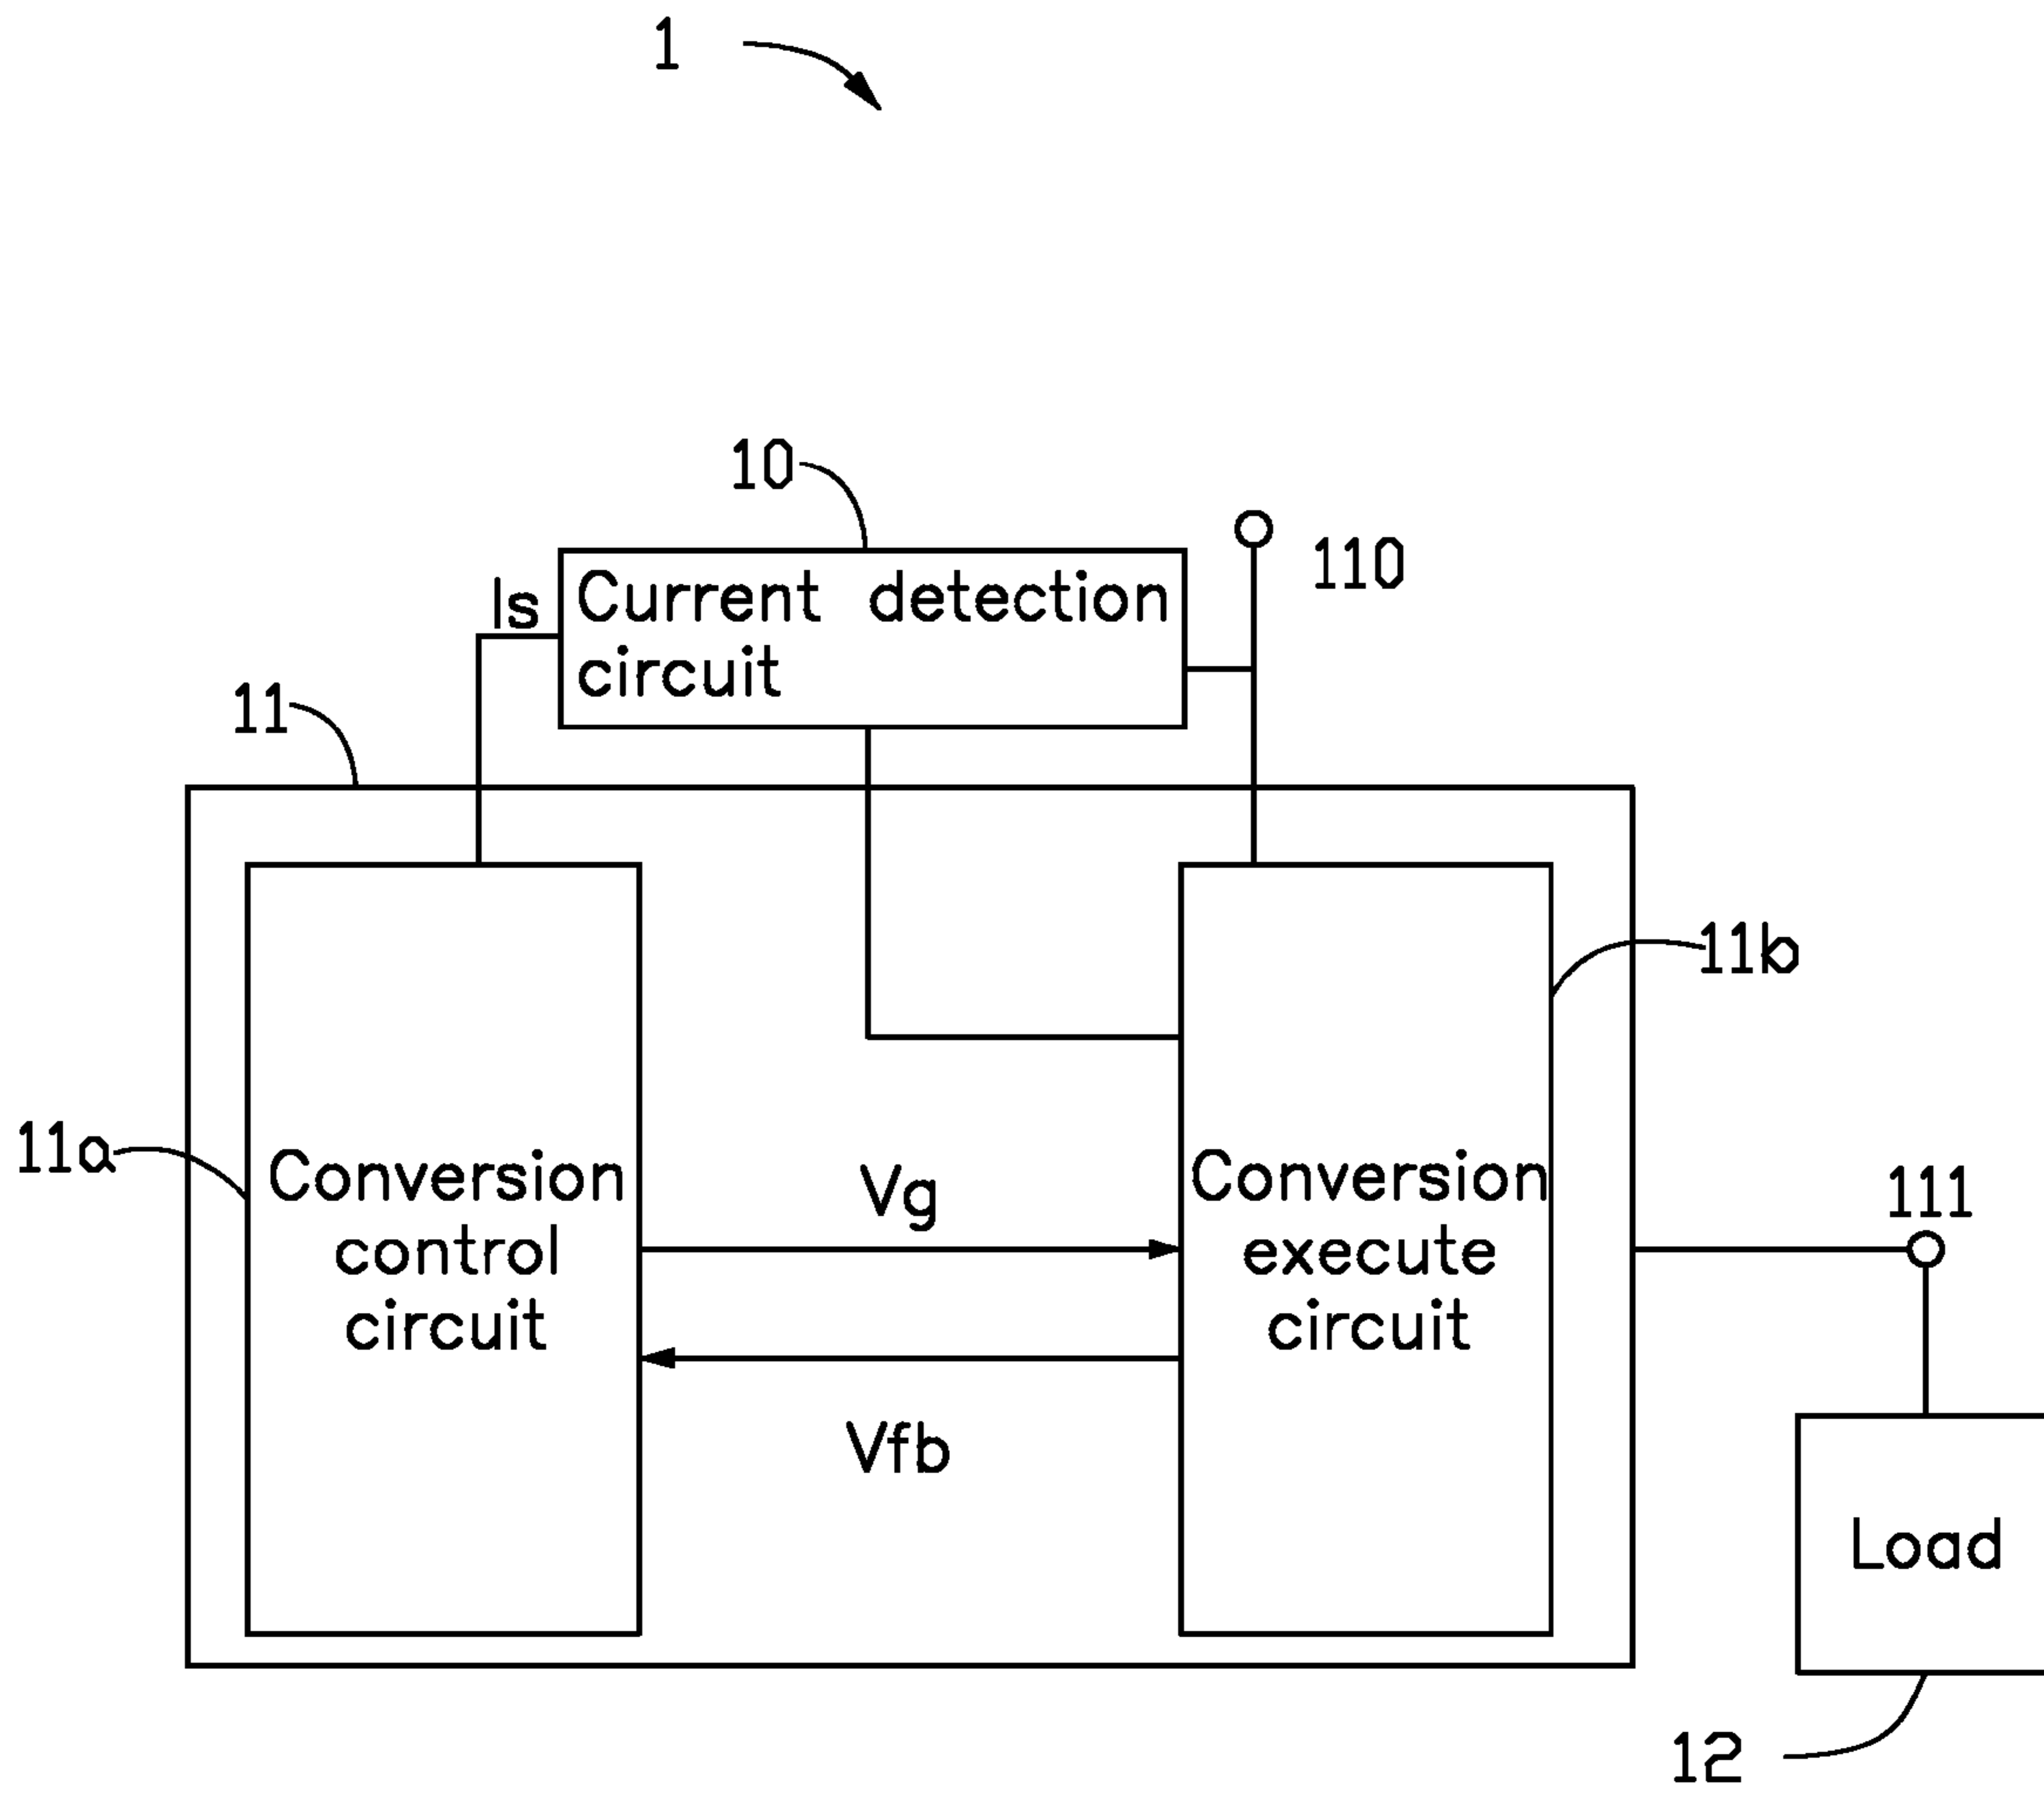 1
10
110
Is
Current detection
circuit
11
11b
11a
Conversion
control
circuit
Vg
Conversion
execute
circuit
111
Vfb
Load
12